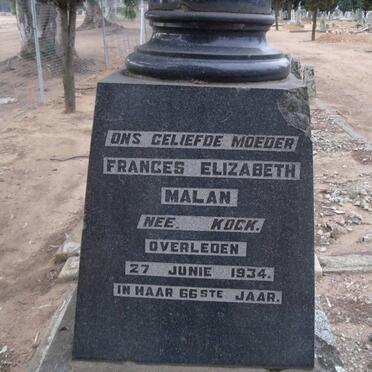 ONS GELIEFDE MOEDER
FRANCES ELIZABETH
MALAN
NEE. KOCK.
OVERLEDEN
27 JUNIE 1934.
IN HAAR 66STE JAAR.